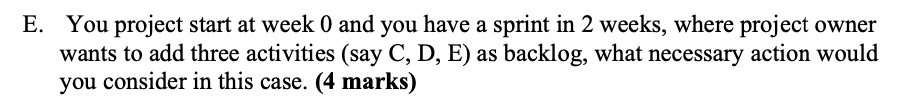 E. You project start at week 0 and you have a sprint in 2 weeks, where project owner
wants to add three activities (say C, D, E) as backlog, what necessary action would
you consider in this case. (4 marks)